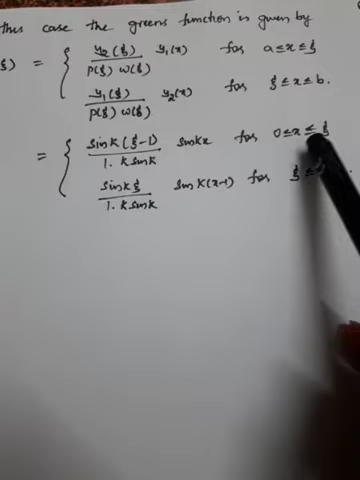 this case the greens function is given by
ξ) = { y₂(ξ) / p(ξ) w(ξ) y₁(x) for a ≤ x ≤ ξ
y₁(ξ) / p(ξ) w(ξ) y₂(x) for ξ ≤ x ≤ b.
= { sin k(ξ-1) / 1. k sin k sin kx for 0 ≤ x ≤ ξ
sin kξ / 1. k sin k sin k(x-1) for ξ ≤